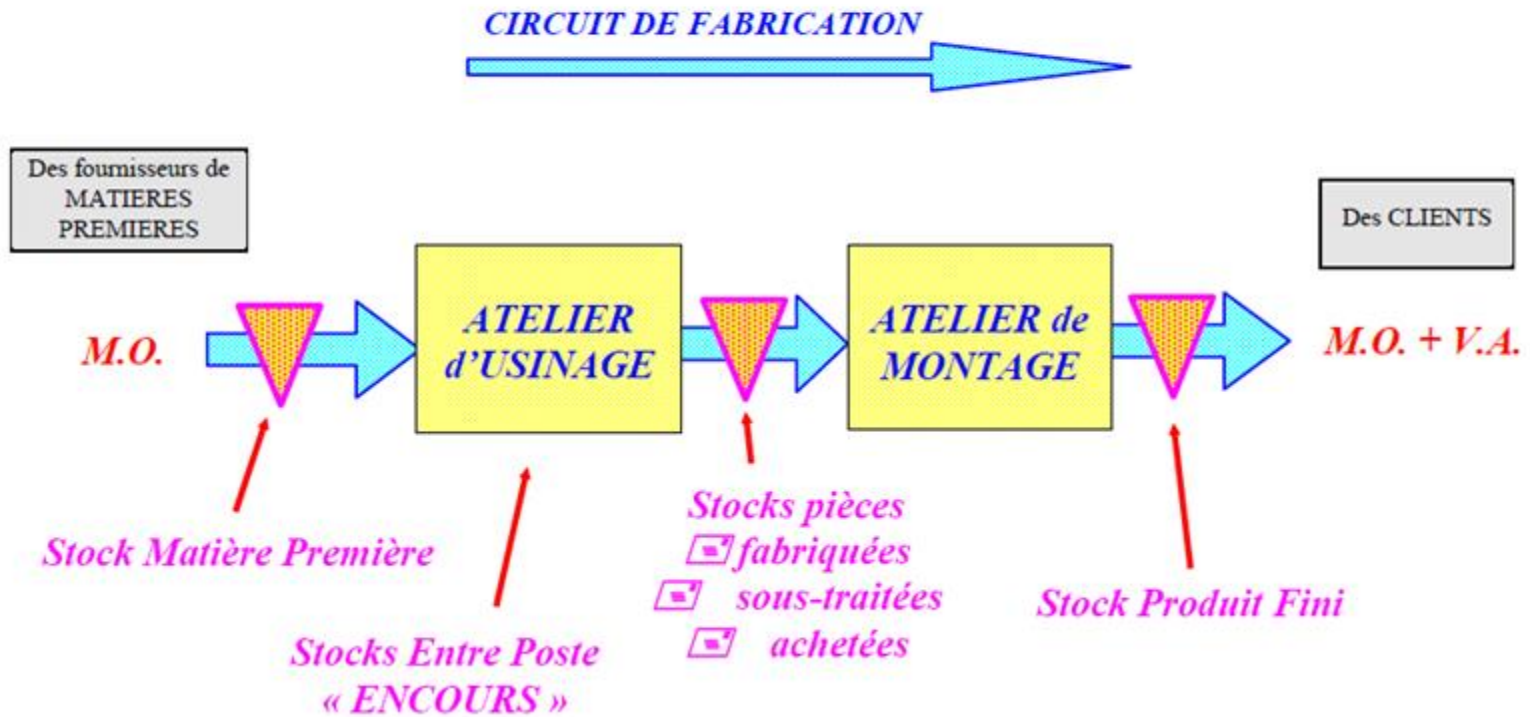 CIRCUIT DE FABRICATION
Des fournisseurs de
MATIERES
PREMIERES
Des CLIENTS
M.O.
ATELIER
d'USINAGE
ATELIER de
MONTAGE
M.O. + V.A.
Stock Matière Première
Stocks Entre Poste
« ENCOURS »
Stocks pièces
fabriquées
sous-traitées
achetées
Stock Produit Fini